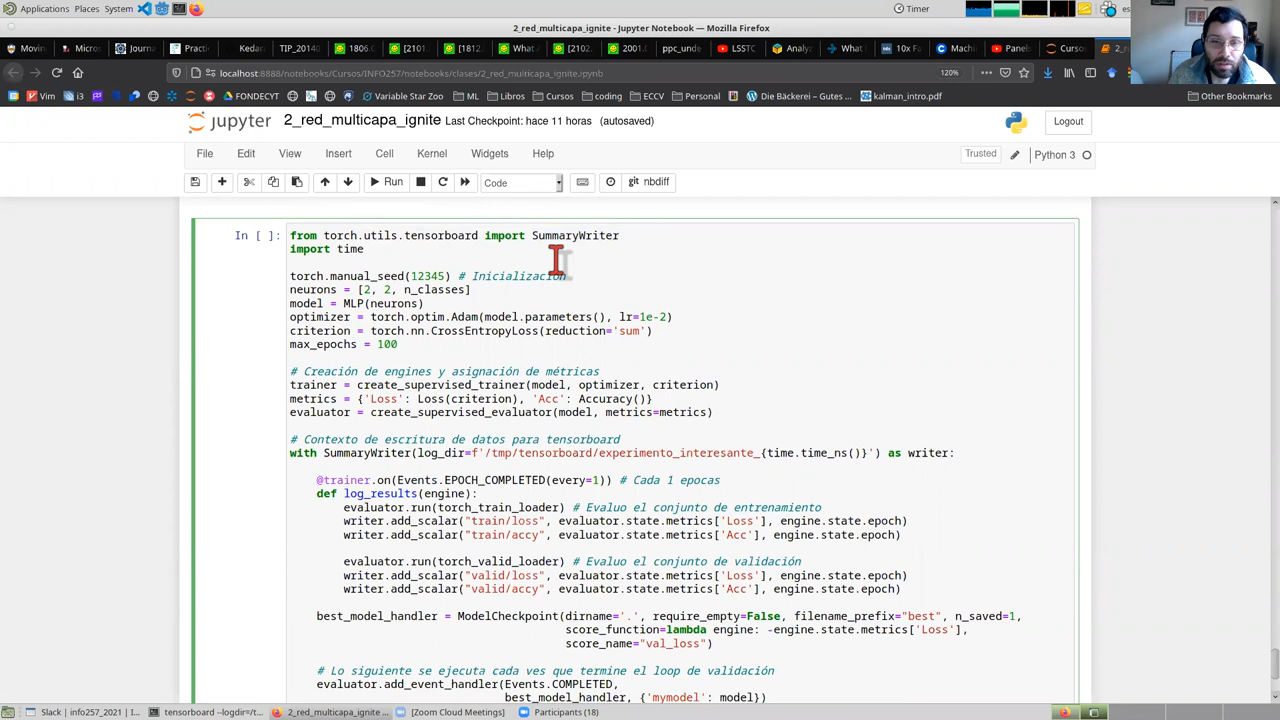 Applications Places System
Timer
es
2_red_multicapa_ignite - Jupyter Notebook — Mozilla Firefox
Movin Micros Journa Practic Kedar TIP_20140 [1806.0 [2106 [1812 What [2102. 2001. ppc_unde LSSTC Analy What 10x Fa Machin Panels Cursos 2_re
localhost:8888/notebooks/Cursos/INFO257/notebooks/clases/2_red_multicapa_ignite.ipynb 120%
Vim i3 FONDECYT Variable Star Zoo ML Libros Cursos coding ECCV Personal Die Bäckerei – Gutes ... kalman_intro.pdf Other Bookmarks
jupyter 2_red_multicapa_ignite Last Checkpoint: hace 11 horas (autosaved) Logout
File Edit View Insert Cell Kernel Widgets Help Trusted Python 3
Run Code git nbdiff
In [ ]: from torch.utils.tensorboard import SummaryWriter
import time
torch.manual_seed(12345) # Inicialización
neurons = [2, 2, n_classes]
model = MLP(neurons)
optimizer = torch.optim.Adam(model.parameters(), lr=1e-2)
criterion = torch.nn.CrossEntropyLoss(reduction='sum')
max_epochs = 100
# Creación de engines y asignación de métricas
trainer = create_supervised_trainer(model, optimizer, criterion)
metrics = {'Loss': Loss(criterion), 'Acc': Accuracy()}
evaluator = create_supervised_evaluator(model, metrics=metrics)
# Contexto de escritura de datos para tensorboard
with SummaryWriter(log_dir=f'/tmp/tensorboard/experimento_interesante_{time.time_ns()}') as writer:
@trainer.on(Events.EPOCH_COMPLETED(every=1)) # Cada 1 epocas
def log_results(engine):
evaluator.run(torch_train_loader) # Evaluo el conjunto de entrenamiento
writer.add_scalar("train/loss", evaluator.state.metrics['Loss'], engine.state.epoch)
writer.add_scalar("train/accy", evaluator.state.metrics['Acc'], engine.state.epoch)
evaluator.run(torch_valid_loader) # Evaluo el conjunto de validación
writer.add_scalar("valid/loss", evaluator.state.metrics['Loss'], engine.state.epoch)
writer.add_scalar("valid/accy", evaluator.state.metrics['Acc'], engine.state.epoch)
best_model_handler = ModelCheckpoint(dirname='.', require_empty=False, filename_prefix="best", n_saved=1,
score_function=lambda engine: -engine.state.metrics['Loss'],
score_name="val_loss")
# Lo siguiente se ejecuta cada ves que termine el loop de validación
evaluator.add_event_handler(Events.COMPLETED,
best_model_handler, {'mymodel': model})
Slack | info257_2021 | I... tensorboard --logdir=/t... 2_red_multicapa_ignite ... [Zoom Cloud Meetings] Participants (18)